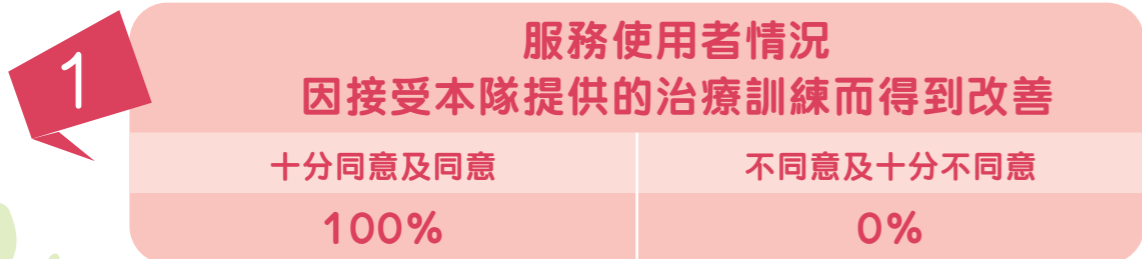 1
服務使用者情況
因接受本隊提供的治療訓練而得到改善
十分同意及同意
不同意及十分不同意
100%
0%